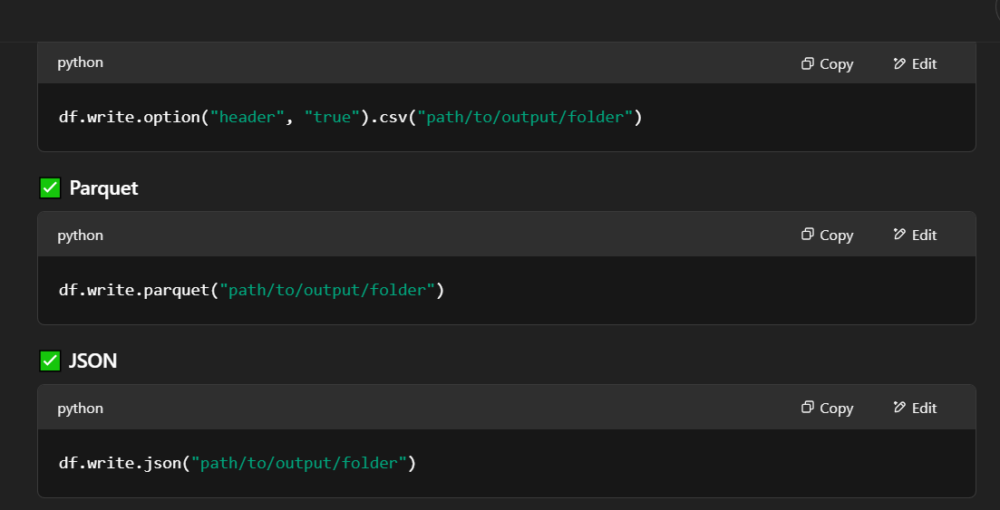 python
Copy
Edit
df.write.option("header", "true").csv("path/to/output/folder")
Parquet
python
Copy
Edit
df.write.parquet("path/to/output/folder")
JSON
python
Copy
Edit
df.write.json("path/to/output/folder")